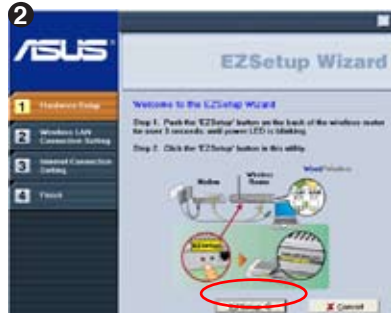 2
ASUS
EZSetup Wizard
1 Hardware Setup
Welcome to the EZSetup Wizard
Step 1. Push the 'EZSetup' button on the back of the wireless router
for over 3 seconds, until power LED is blinking.
2 Wireless LAN
Connection Setting
Step 2. Click the 'EZSetup' button in this utility.
3 Internet Connection
Setting
4 Finish
Modem
Wireless
Router
Wired/Wireless
EZSetup
Cancel